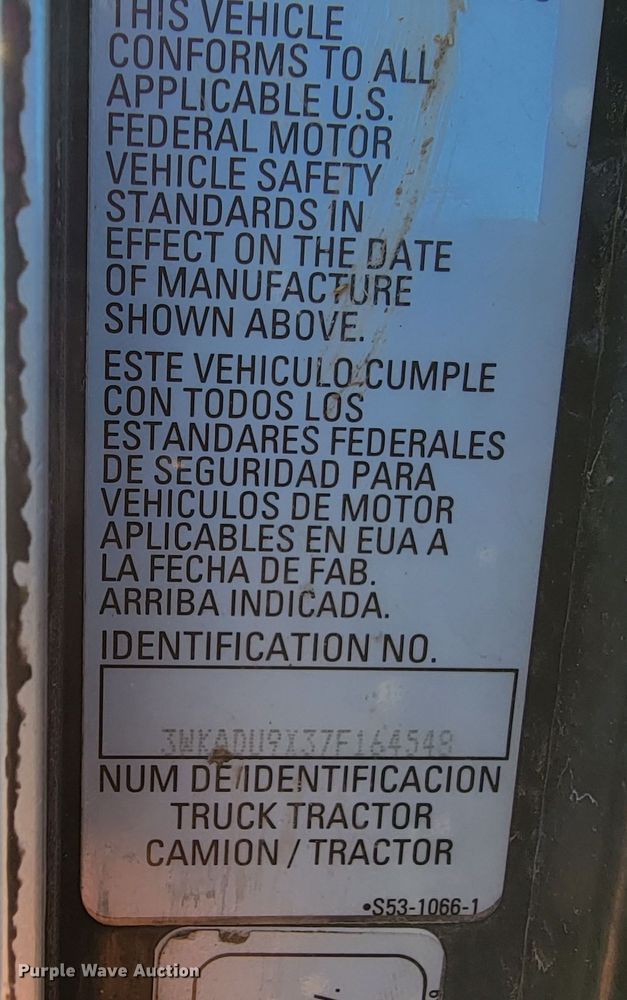 THIS VEHICLE
CONFORMS TO ALL
APPLICABLE U.S.
FEDERAL MOTOR
VEHICLE SAFETY
STANDARDS IN
EFFECT ON THE DATE
OF MANUFACTURE
SHOWN ABOVE.
ESTE VEHICULO CUMPLE
CON TODOS LOS
ESTANDARES FEDERALES
DE SEGURIDAD PARA
VEHICULOS DE MOTOR
APLICABLES EN EUA A
LA FECHA DE FAB.
ARRIBA INDICADA.
IDENTIFICATION NO.
3WKADU9X37F164548
NUM DE IDENTIFICACION
TRUCK TRACTOR
CAMION / TRACTOR
•S53-1066-1
Purple Wave Auction